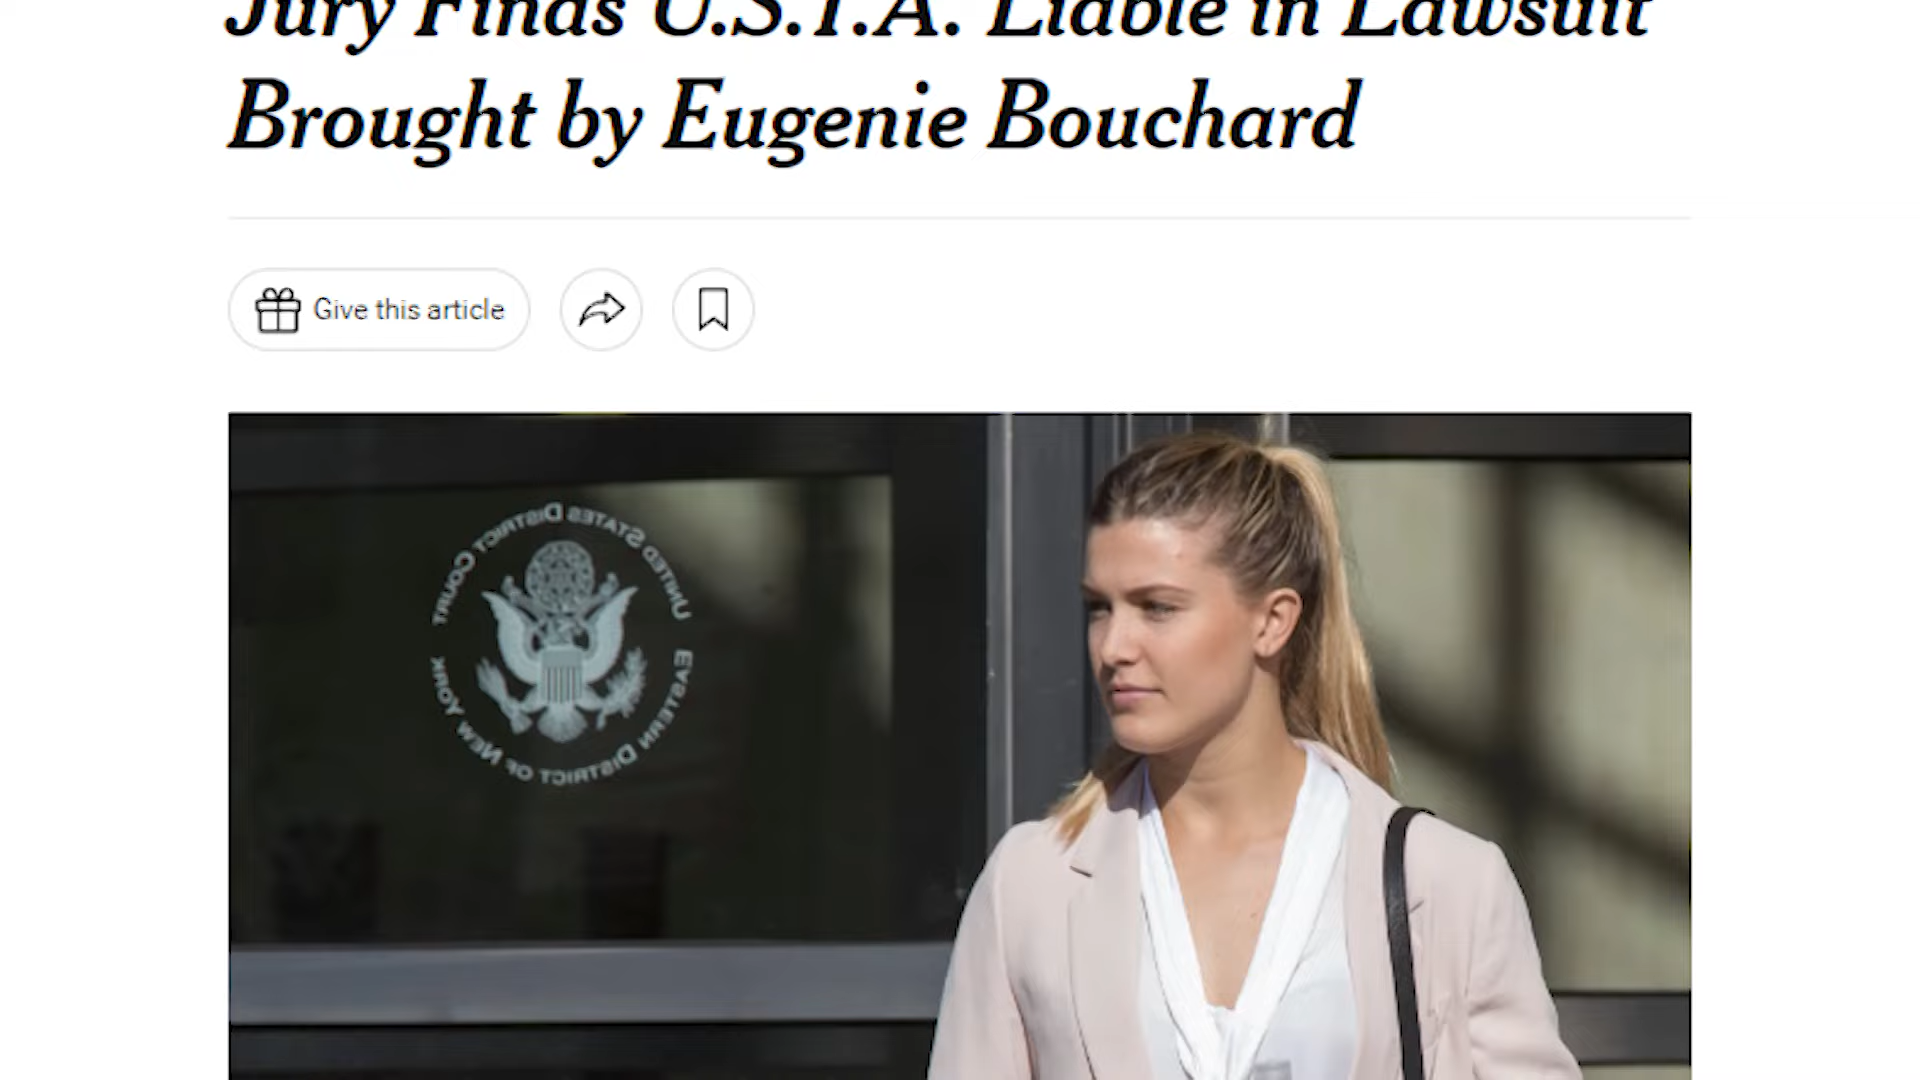 Jury Finds U.S.T.A. Liable in Lawsuit
Brought by Eugenie Bouchard
Give this article
UNITED STATES DISTRICT COURT
EASTERN DISTRICT OF NEW YORK